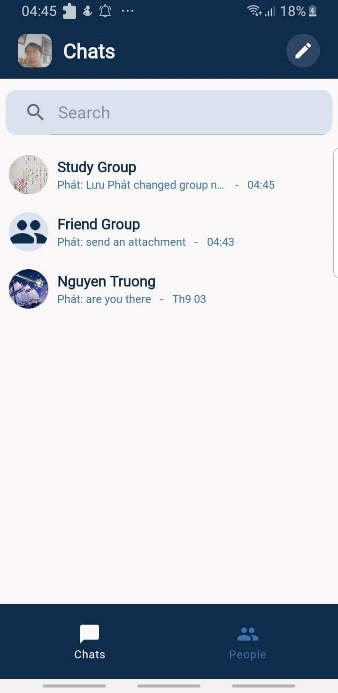 04:45 ... 18%
Chats
Search
Study Group
Phát: Lưu Phát changed group n... - 04:45
Friend Group
Phát: send an attachment - 04:43
Nguyen Truong
Phát: are you there - Th9 03
Chats People